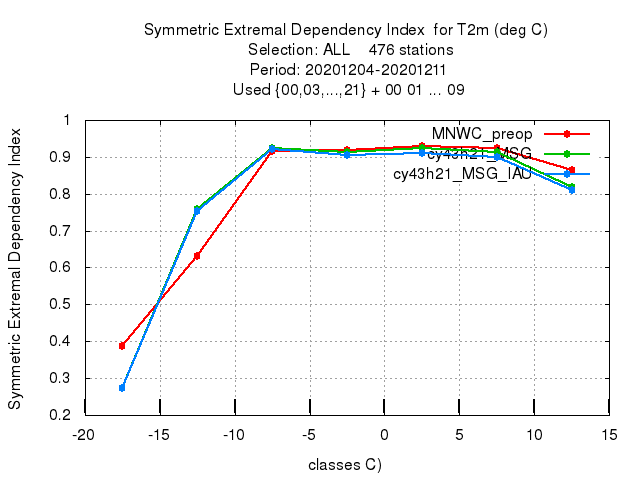 Symmetric Extremal Dependency Index  for T2m (deg C)
Selection: ALL    476 stations
Period: 20201204-20201211
Used {00,03,...,21} + 00 01 ... 09
Symmetric Extremal Dependency Index
1
0.9
0.8
0.7
0.6
0.5
0.4
0.3
0.2
MNWC_preop
cy43h21_MSG
cy43h21_MSG_IAU
-20 -15 -10 -5 0 5 10 15
classes C)